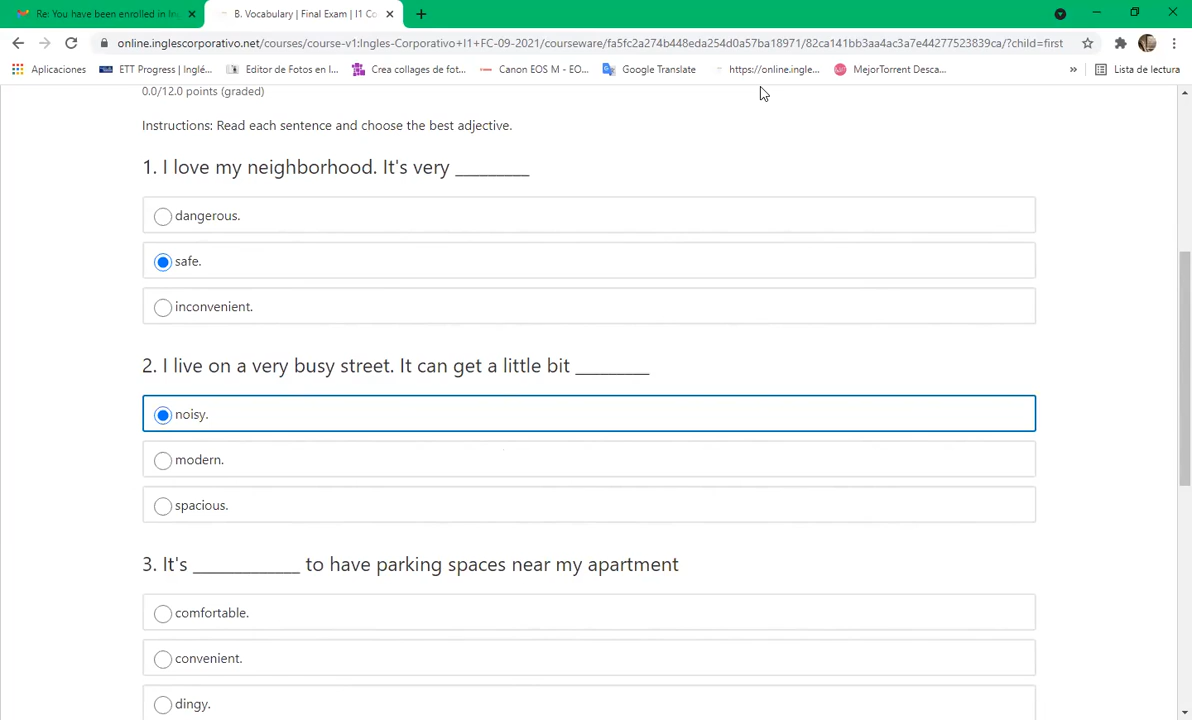 Re: You have been enrolled in In
B. Vocabulary | Final Exam | I1 Co
online.inglescorporativo.net/courses/course-v1:Ingles-Corporativo+I1+FC-09-2021/courseware/fa5fc2a274b448eda254d0a57ba18971/82ca141bb3aa4c3a7e44277523839ca/?child=first
Aplicaciones
ETT Progress | Inglé...
Editor de Fotos en l...
Crea collages de fot...
Canon EOS M - EO...
Google Translate
https://online.ingle...
MejorTorrent Desca...
»
Lista de lectura
0.0/12.0 points (graded)
Instructions: Read each sentence and choose the best adjective.
1. I love my neighborhood. It's very _________
dangerous.
safe.
inconvenient.
2. I live on a very busy street. It can get a little bit _________
noisy.
modern.
spacious.
3. It's _____________ to have parking spaces near my apartment
comfortable.
convenient.
dingy.